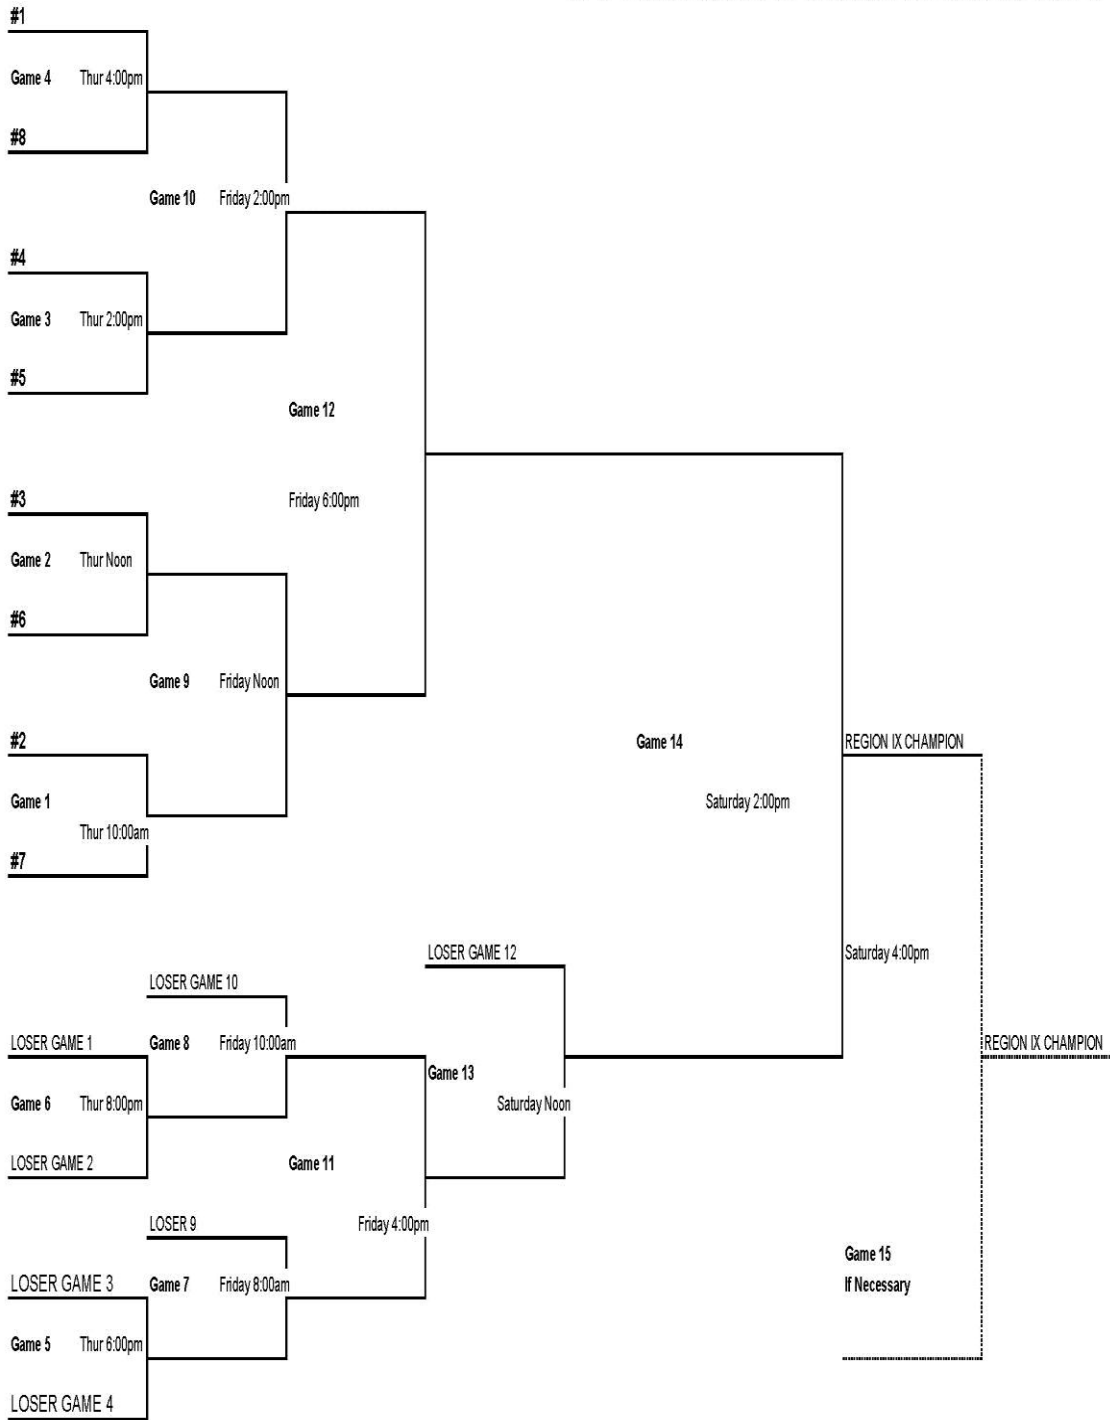 #1
Game 4 Thur 4:00pm
#8
Game 10 Friday 2:00pm
#4
Game 3 Thur 2:00pm
#5
Game 12
#3
Friday 6:00pm
Game 2 Thur Noon
#6
Game 9 Friday Noon
#2
Game 14
REGION IX CHAMPION
Game 1
Saturday 2:00pm
Thur 10:00am
#7
LOSER GAME 12
Saturday 4:00pm
LOSER GAME 10
LOSER GAME 1
Game 8 Friday 10:00am
REGION IX CHAMPION
Game 13
Game 6 Thur 8:00pm
Saturday Noon
LOSER GAME 2
Game 11
LOSER 9
Friday 4:00pm
Game 15
LOSER GAME 3
Game 7 Friday 8:00am
If Necessary
Game 5 Thur 6:00pm
LOSER GAME 4